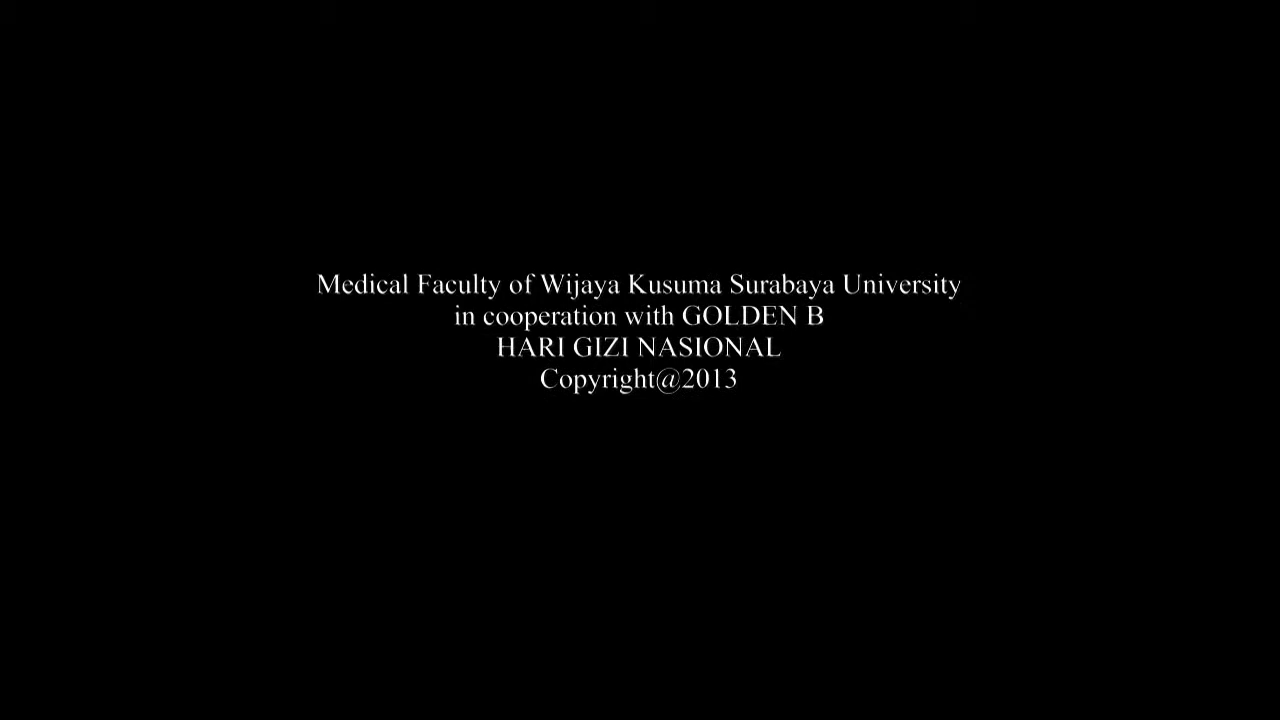 Medical Faculty of Wijaya Kusuma Surabaya University
in cooperation with GOLDEN B
HARI GIZI NASIONAL
Copyright@2013